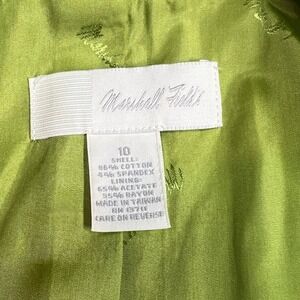 Marshall Field's
10
SHELL:
96% COTTON
4% SPANDEX
LINING:
65% ACETATE
35% RAYON
MADE IN TAIWAN
RN 13711
CARE ON REVERSE